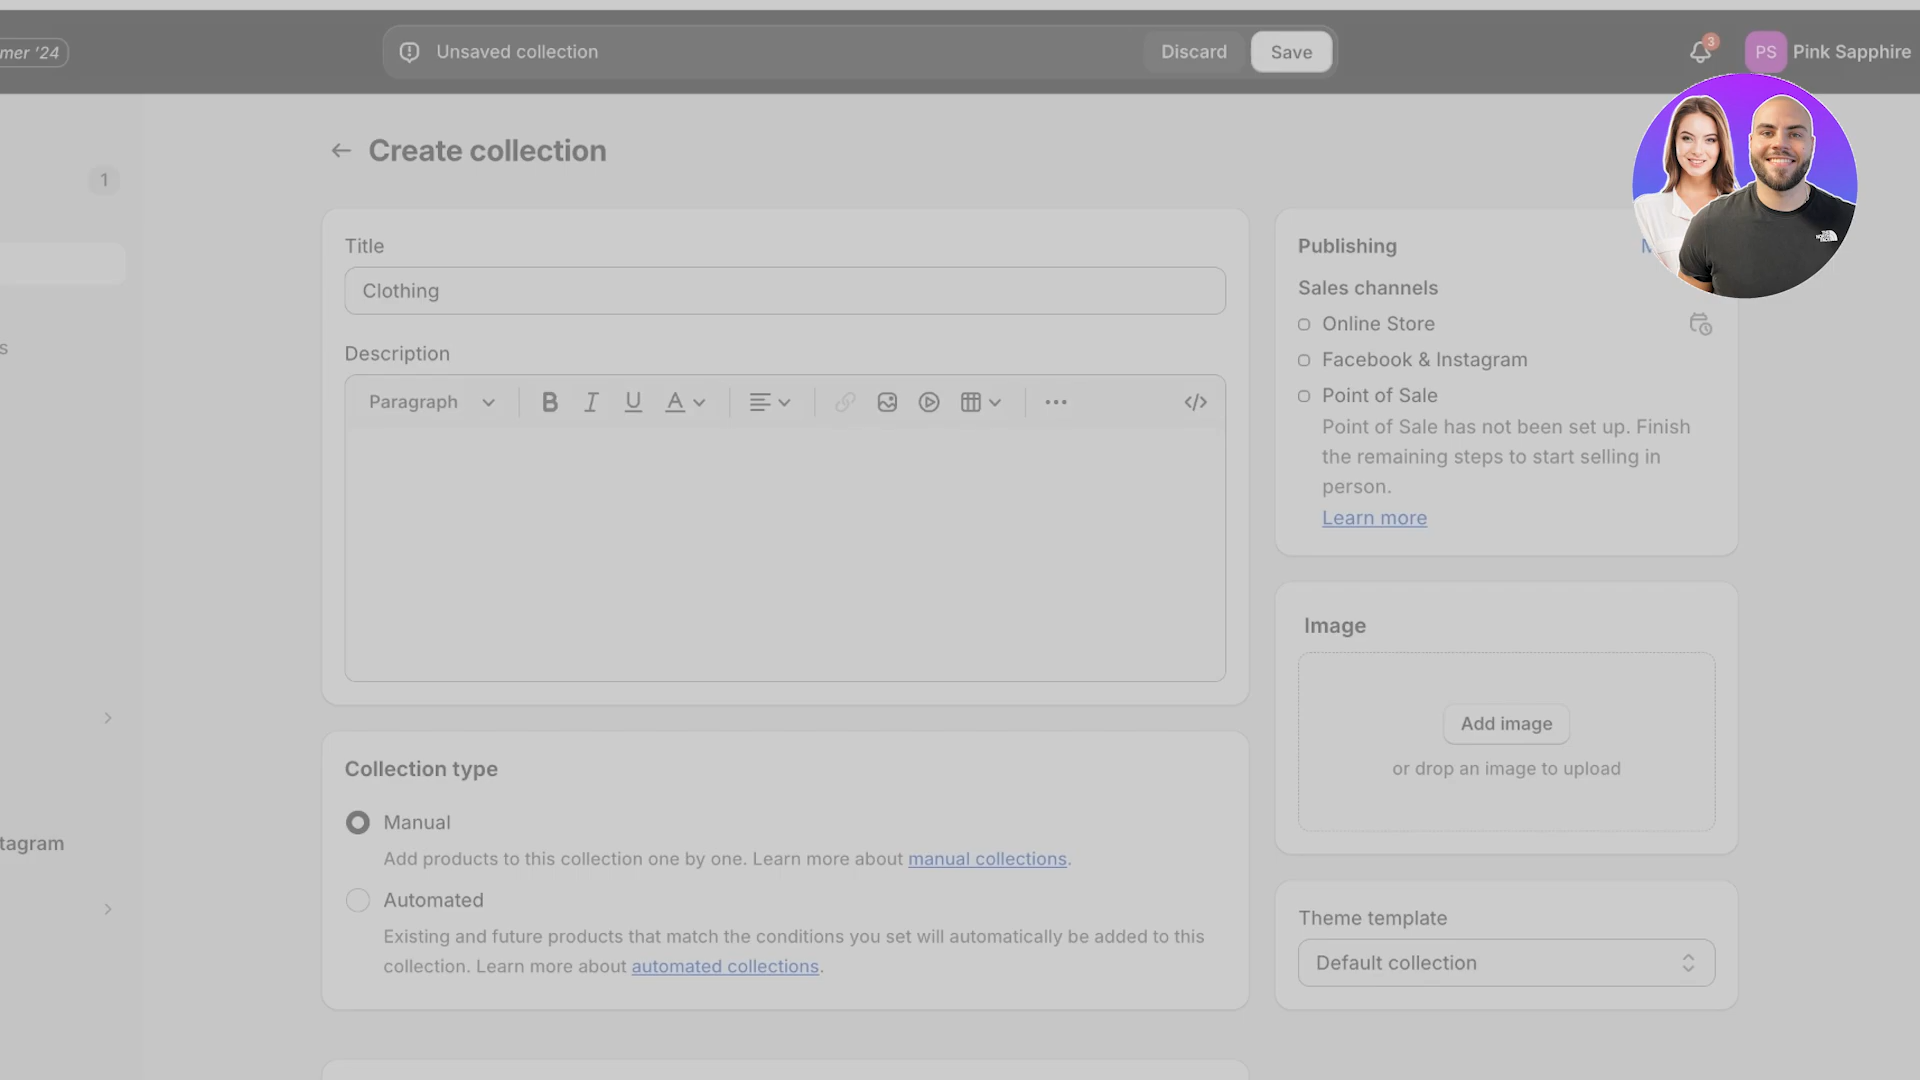 mer '24
Unsaved collection
Discard
Save
3
PS
Pink Sapphire
1
Create collection
Title
Clothing
Description
Paragraph
B I U A
Publishing
Sales channels
Online Store
Facebook & Instagram
Point of Sale
Point of Sale has not been set up. Finish
the remaining steps to start selling in
person.
Learn more
Image
Add image
or drop an image to upload
Collection type
Manual
Add products to this collection one by one. Learn more about manual collections.
Automated
Existing and future products that match the conditions you set will automatically be added to this
collection. Learn more about automated collections.
Theme template
Default collection
s
tagram
THE
NORTH
FACE